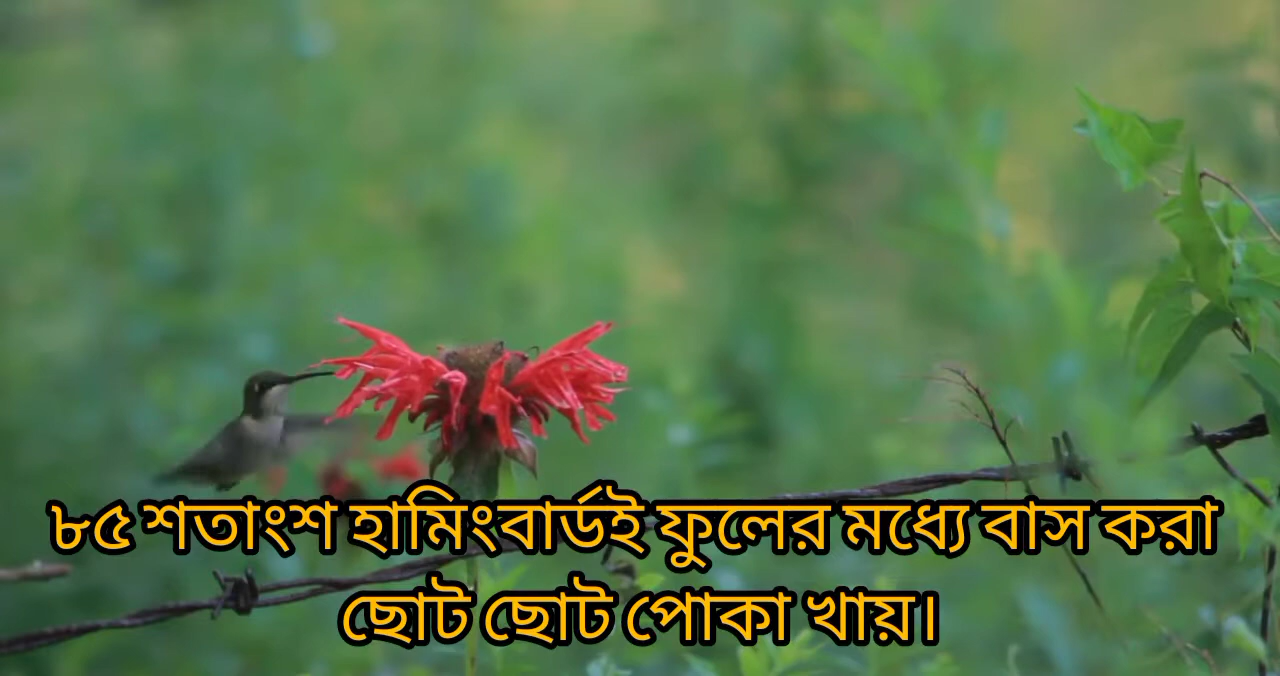 ৮৫ শতাংশ হামিংবার্ডই ফুলের মধ্যে বাস করা
ছোট ছোট পোকা খায়।